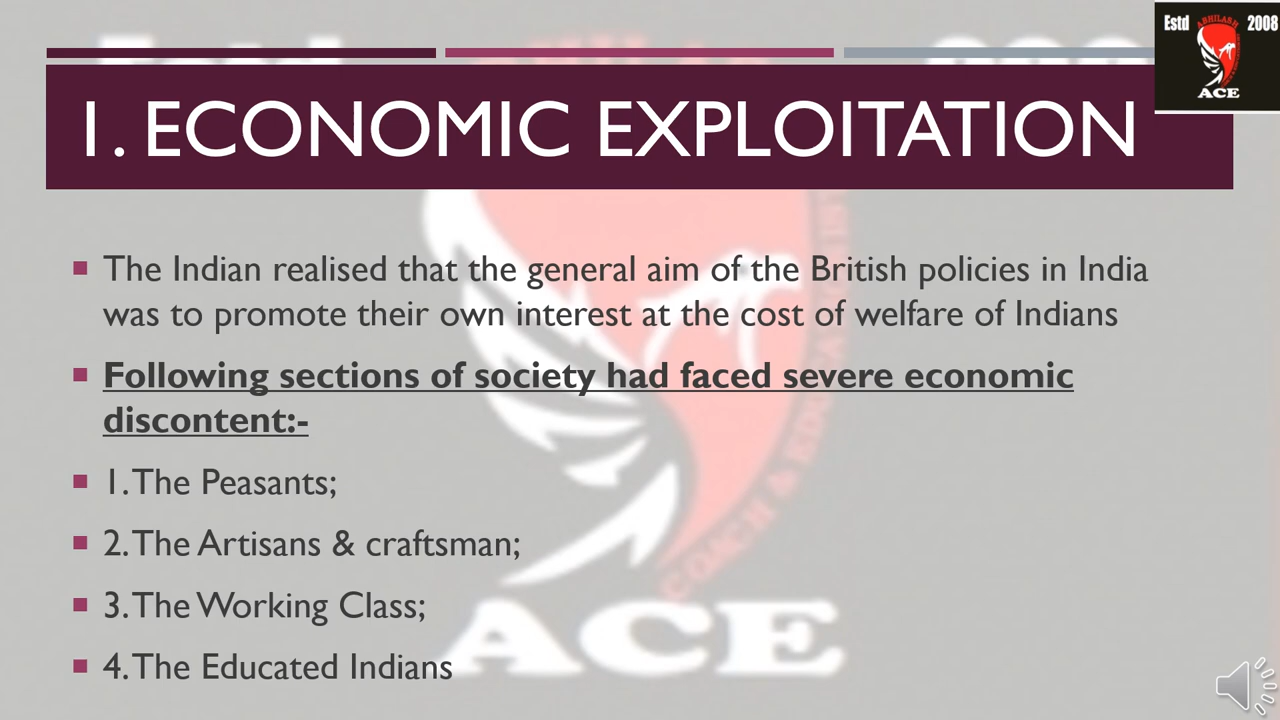 Estd ABHILASH 2008
ACE
1. ECONOMIC EXPLOITATION
The Indian realised that the general aim of the British policies in India
was to promote their own interest at the cost of welfare of Indians
Following sections of society had faced severe economic
discontent:-
1. The Peasants;
2. The Artisans & craftsman;
3. The Working Class;
4. The Educated Indians
ACE